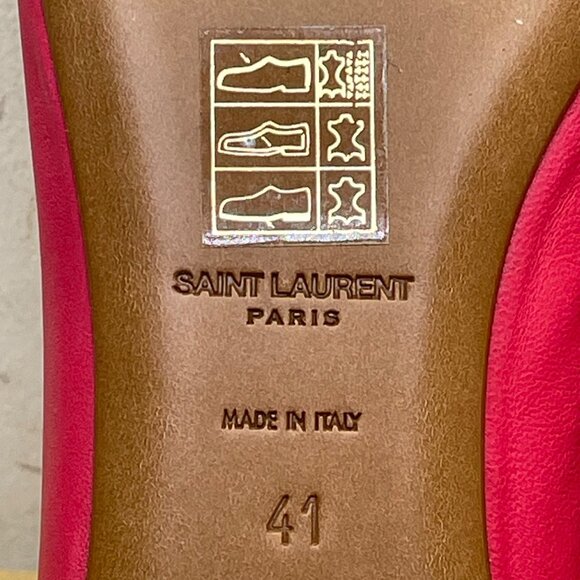 SAINT LAURENT
PARIS
MADE IN ITALY
41